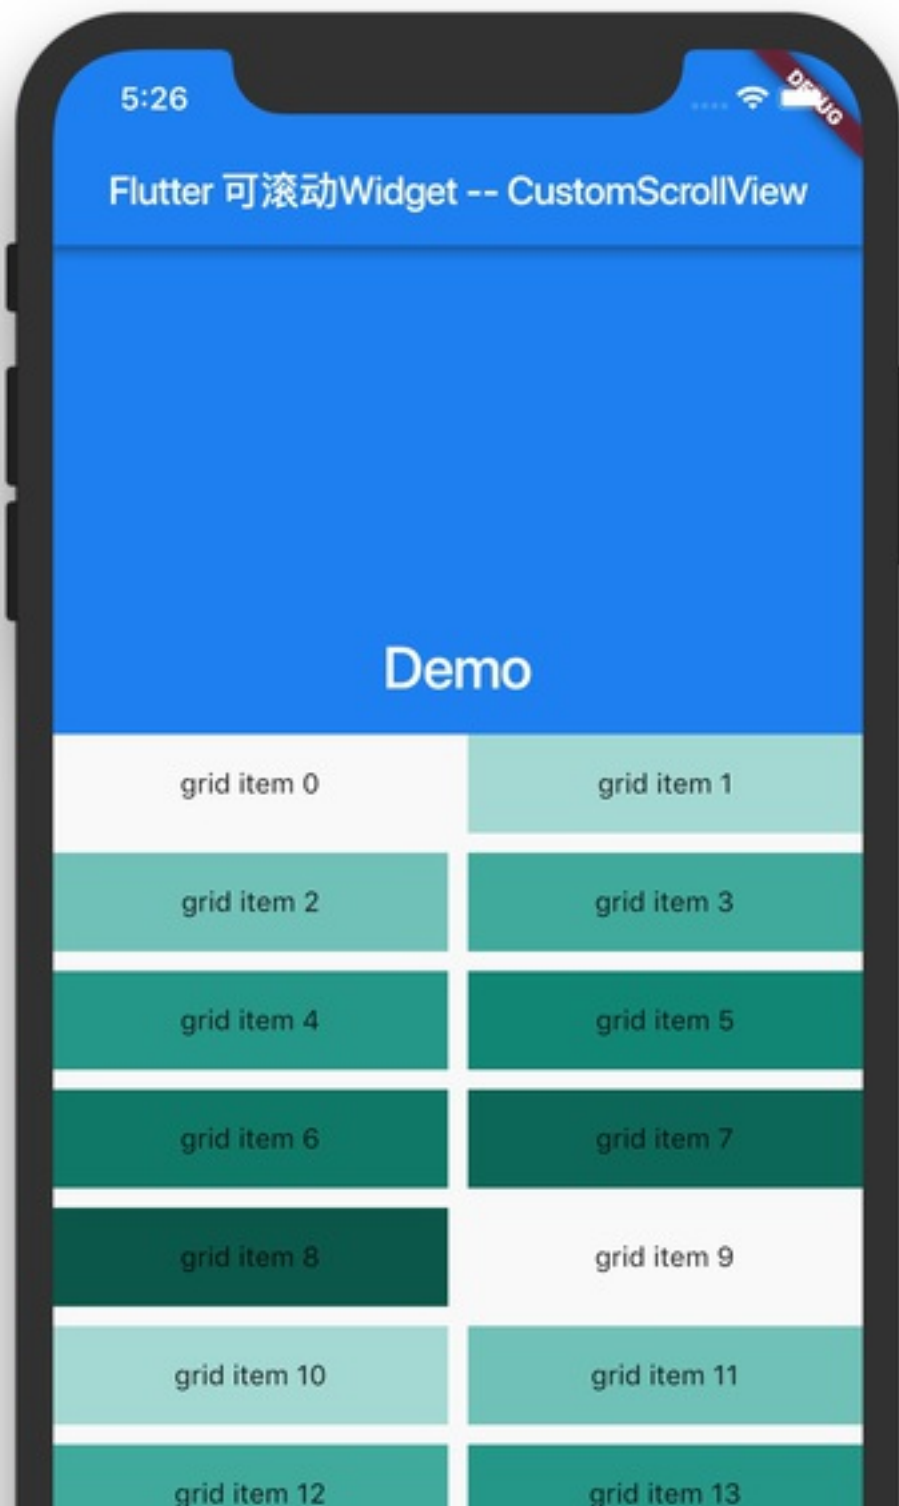 5:26
DEBUG
Flutter 可滚动Widget -- CustomScrollView
Demo
grid item 0
grid item 1
grid item 2
grid item 3
grid item 4
grid item 5
grid item 6
grid item 7
grid item 8
grid item 9
grid item 10
grid item 11
grid item 12
grid item 13